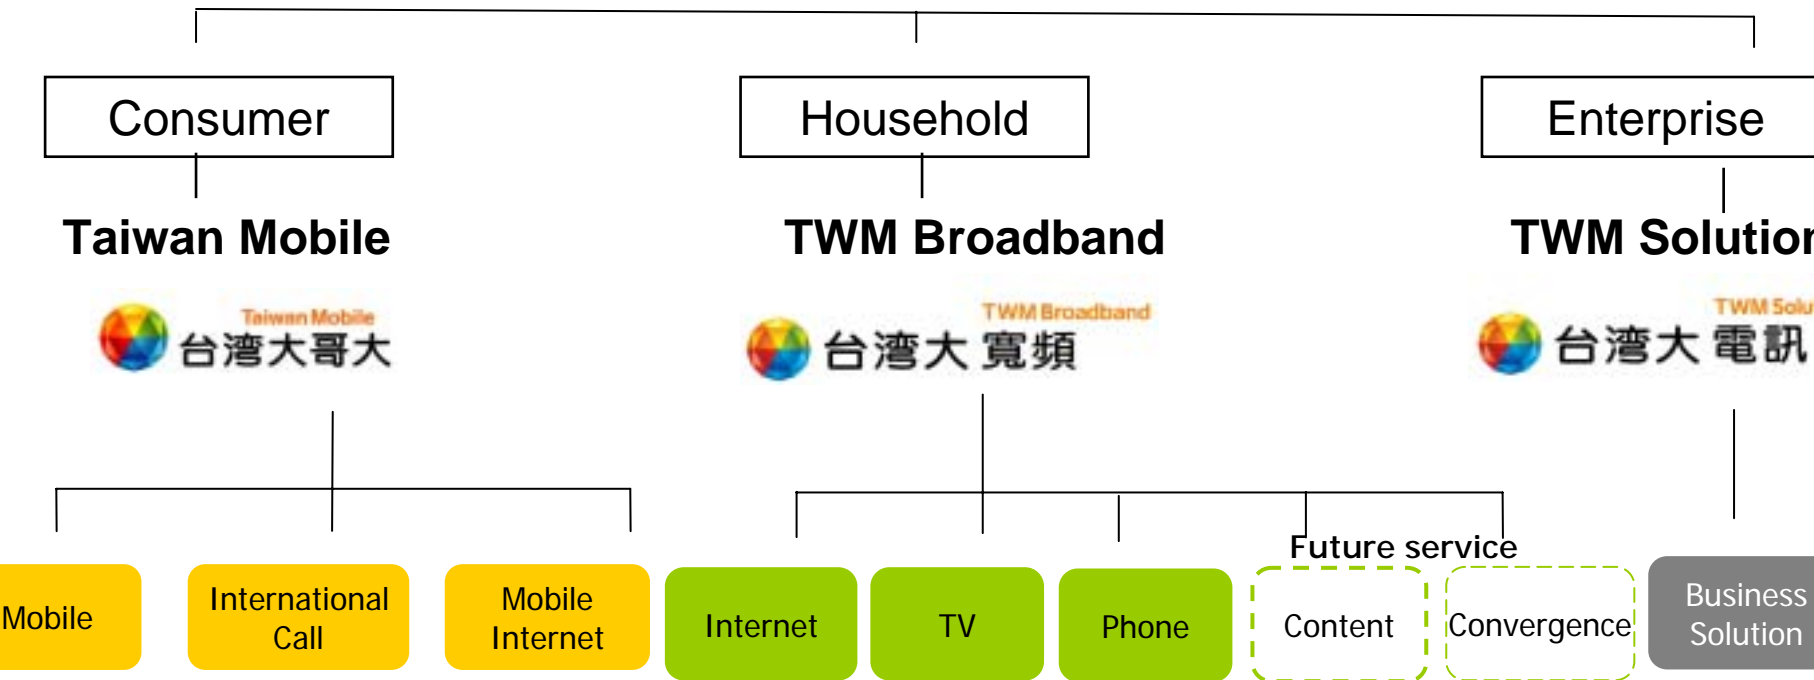 Consumer
Household
Enterprise
Taiwan Mobile
TWM Broadband
TWM Solution
Taiwan Mobile
台灣大哥大
TWM Broadband
台灣大 寬頻
TWM Solu
台灣大 電訊
Future service
Mobile
International
Call
Mobile
Internet
Internet
TV
Phone
Content
Convergence
Business
Solution